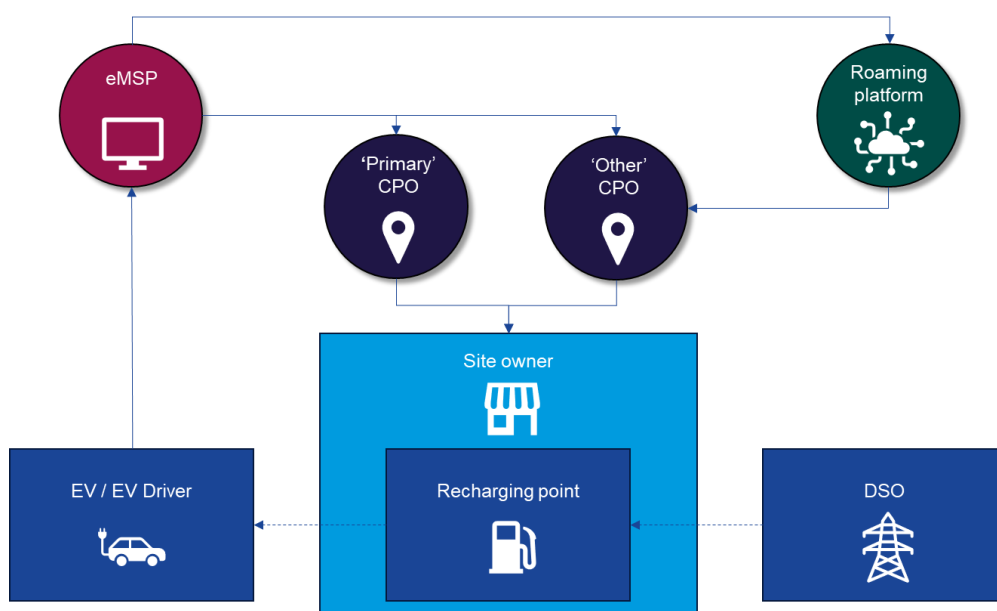 eMSP
Roaming
platform
‘Primary’
CPO
‘Other’
CPO
Site owner
EV / EV Driver
Recharging point
DSO